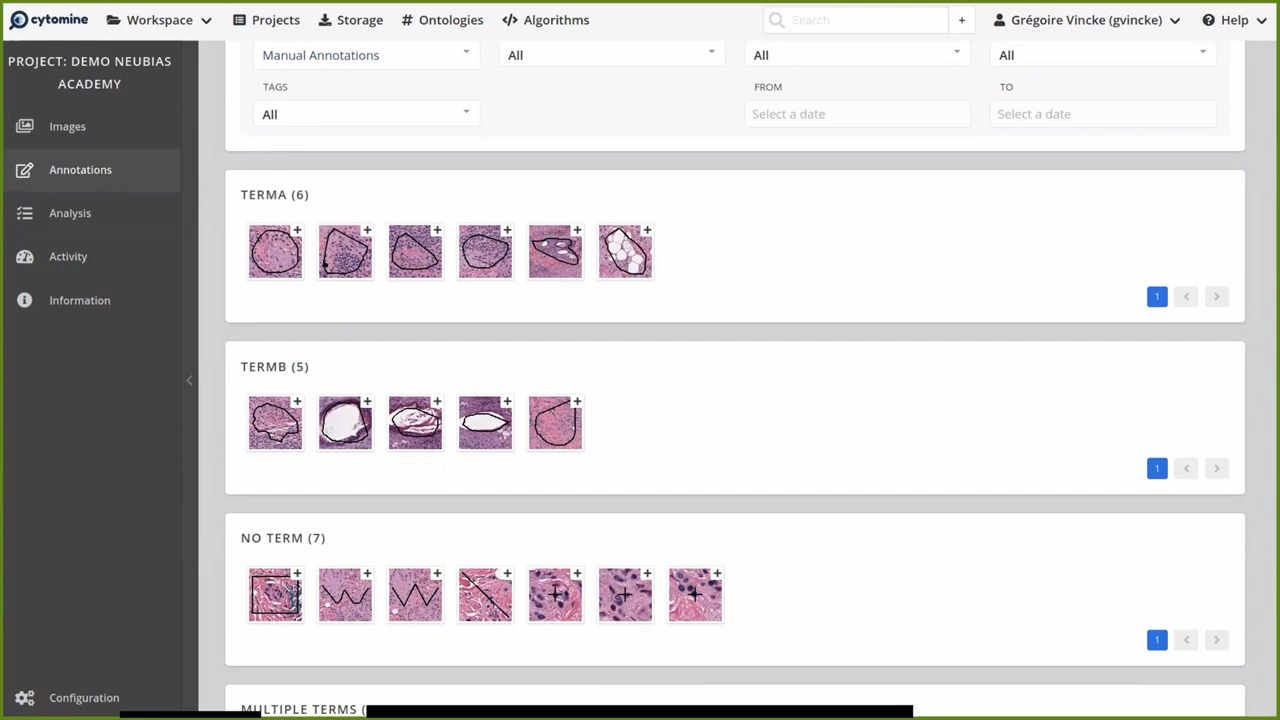 cytomine Workspace Projects Storage Ontologies Algorithms Search + Grégoire Vincke (gvincke) Help
PROJECT: DEMO NEUBIAS
ACADEMY
Images
Annotations
Analysis
Activity
Information
Configuration
Manual Annotations All All All
TAGS FROM TO
All Select a date Select a date
TERMA (6)
1
TERMB (5)
1
NO TERM (7)
1
MULTIPLE TERMS (